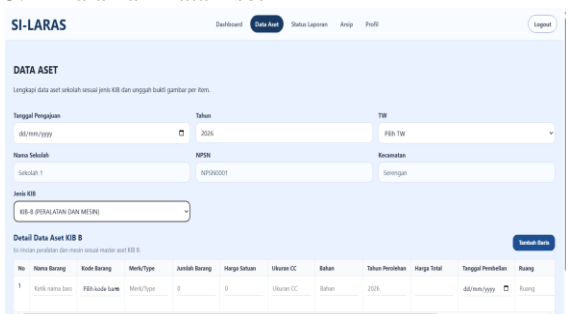 SI-LARAS
Dashboard Data Aset Status Laporan Arsip Profil Logout
DATA ASET
Lengkapi data aset sekolah sesuai jenis KIB dan unggah bukti gambar per item.
Tanggal Pengajuan Tahun TW
dd/mm/yyyy 2026 Pilih TW
Nama Sekolah NPSN Kecamatan
Sekolah 1 NPSN0001 Serengan
Jenis KIB
KIB-B (PERALATAN DAN MESIN)
Detail Data Aset KIB B
Isi rincian peralatan dan mesin sesuai master aset KIB B.
Tambah Baris
No Nama Barang Kode Barang Merk/Type Jumlah Barang Harga Satuan Ukuran CC Bahan Tahun Perolehan Harga Total Tanggal Pembelian Ruang
1 Ketik nama bara Pilih kode Merk/Type 0 0 Ukuran CC Bahan 2026 dd/mm/yyyy Ruang